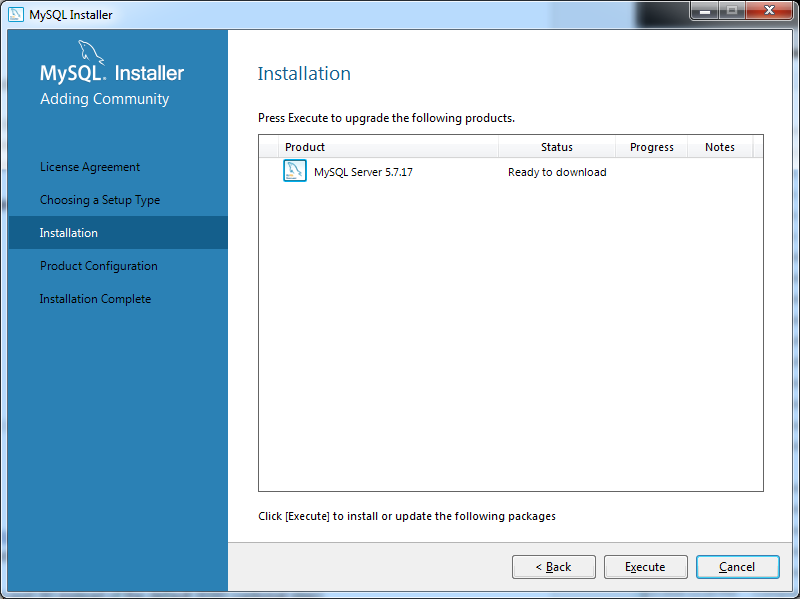 MySQL Installer
MySQL. Installer
Adding Community
License Agreement
Choosing a Setup Type
Installation
Product Configuration
Installation Complete
Installation
Press Execute to upgrade the following products.
Product Status Progress Notes
MySQL Server 5.7.17 Ready to download
Click [Execute] to install or update the following packages
< Back Execute Cancel